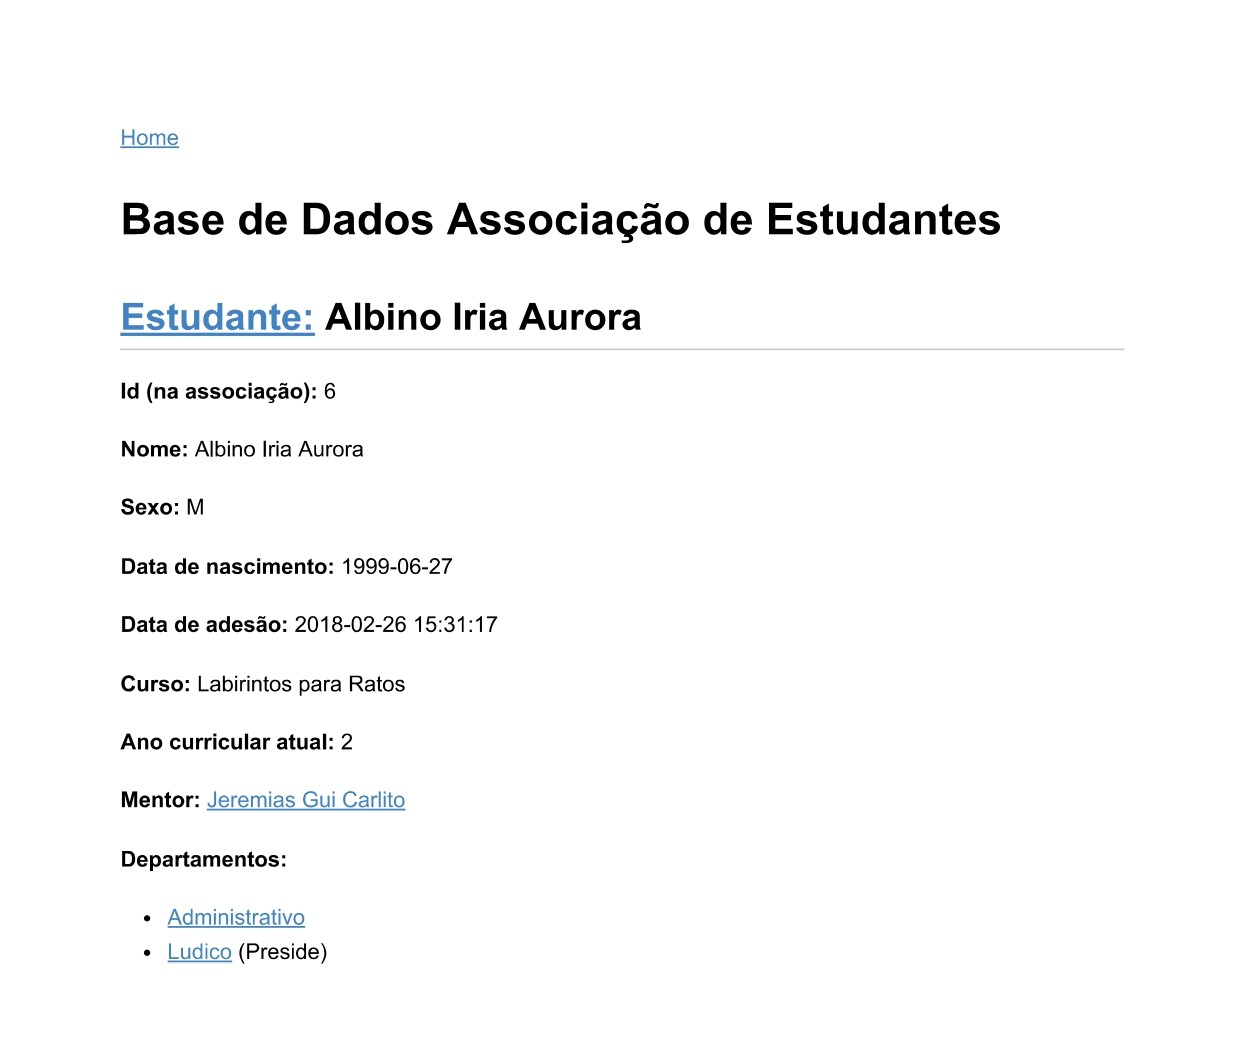 Home
Base de Dados Associação de Estudantes
Estudante: Albino Iria Aurora
Id (na associação): 6
Nome: Albino Iria Aurora
Sexo: M
Data de nascimento: 1999-06-27
Data de adesão: 2018-02-26 15:31:17
Curso: Labirintos para Ratos
Ano curricular atual: 2
Mentor: Jeremias Gui Carlito
Departamentos:
• Administrativo
• Ludico (Preside)